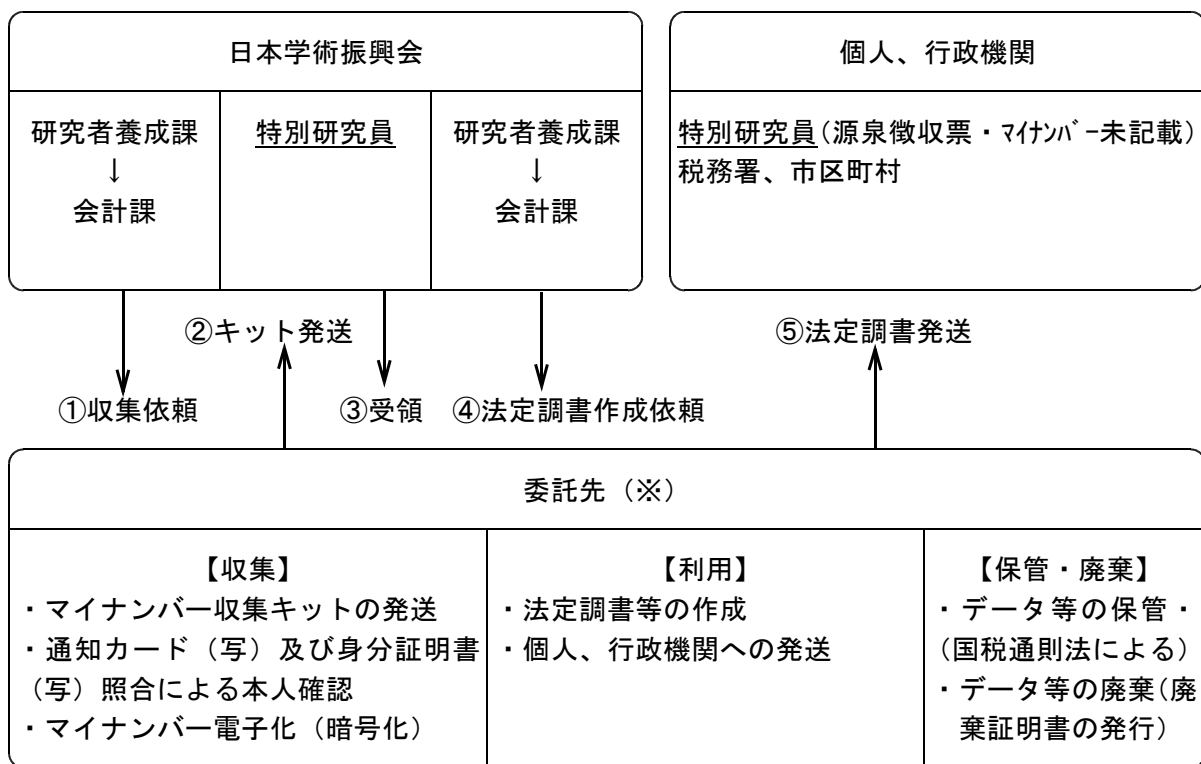 日本学術振興会
研究者養成課
↓
会計課
特別研究員
研究者養成課
↓
会計課
個人、行政機関
特別研究員(源泉徴収票・ﾏｲﾅﾝﾊﾞｰ未記載)
税務署、市区町村
②キット発送
⑤法定調書発送
①収集依頼
③受領
④法定調書作成依頼
委託先（※）
【収集】
・マイナンバー収集キットの発送
・通知カード（写）及び身分証明書
（写）照合による本人確認
・マイナンバー電子化（暗号化）
【利用】
・法定調書等の作成
・個人、行政機関への発送
【保管・廃棄】
・データ等の保管・
(国税通則法による)
・データ等の廃棄(廃
棄証明書の発行)